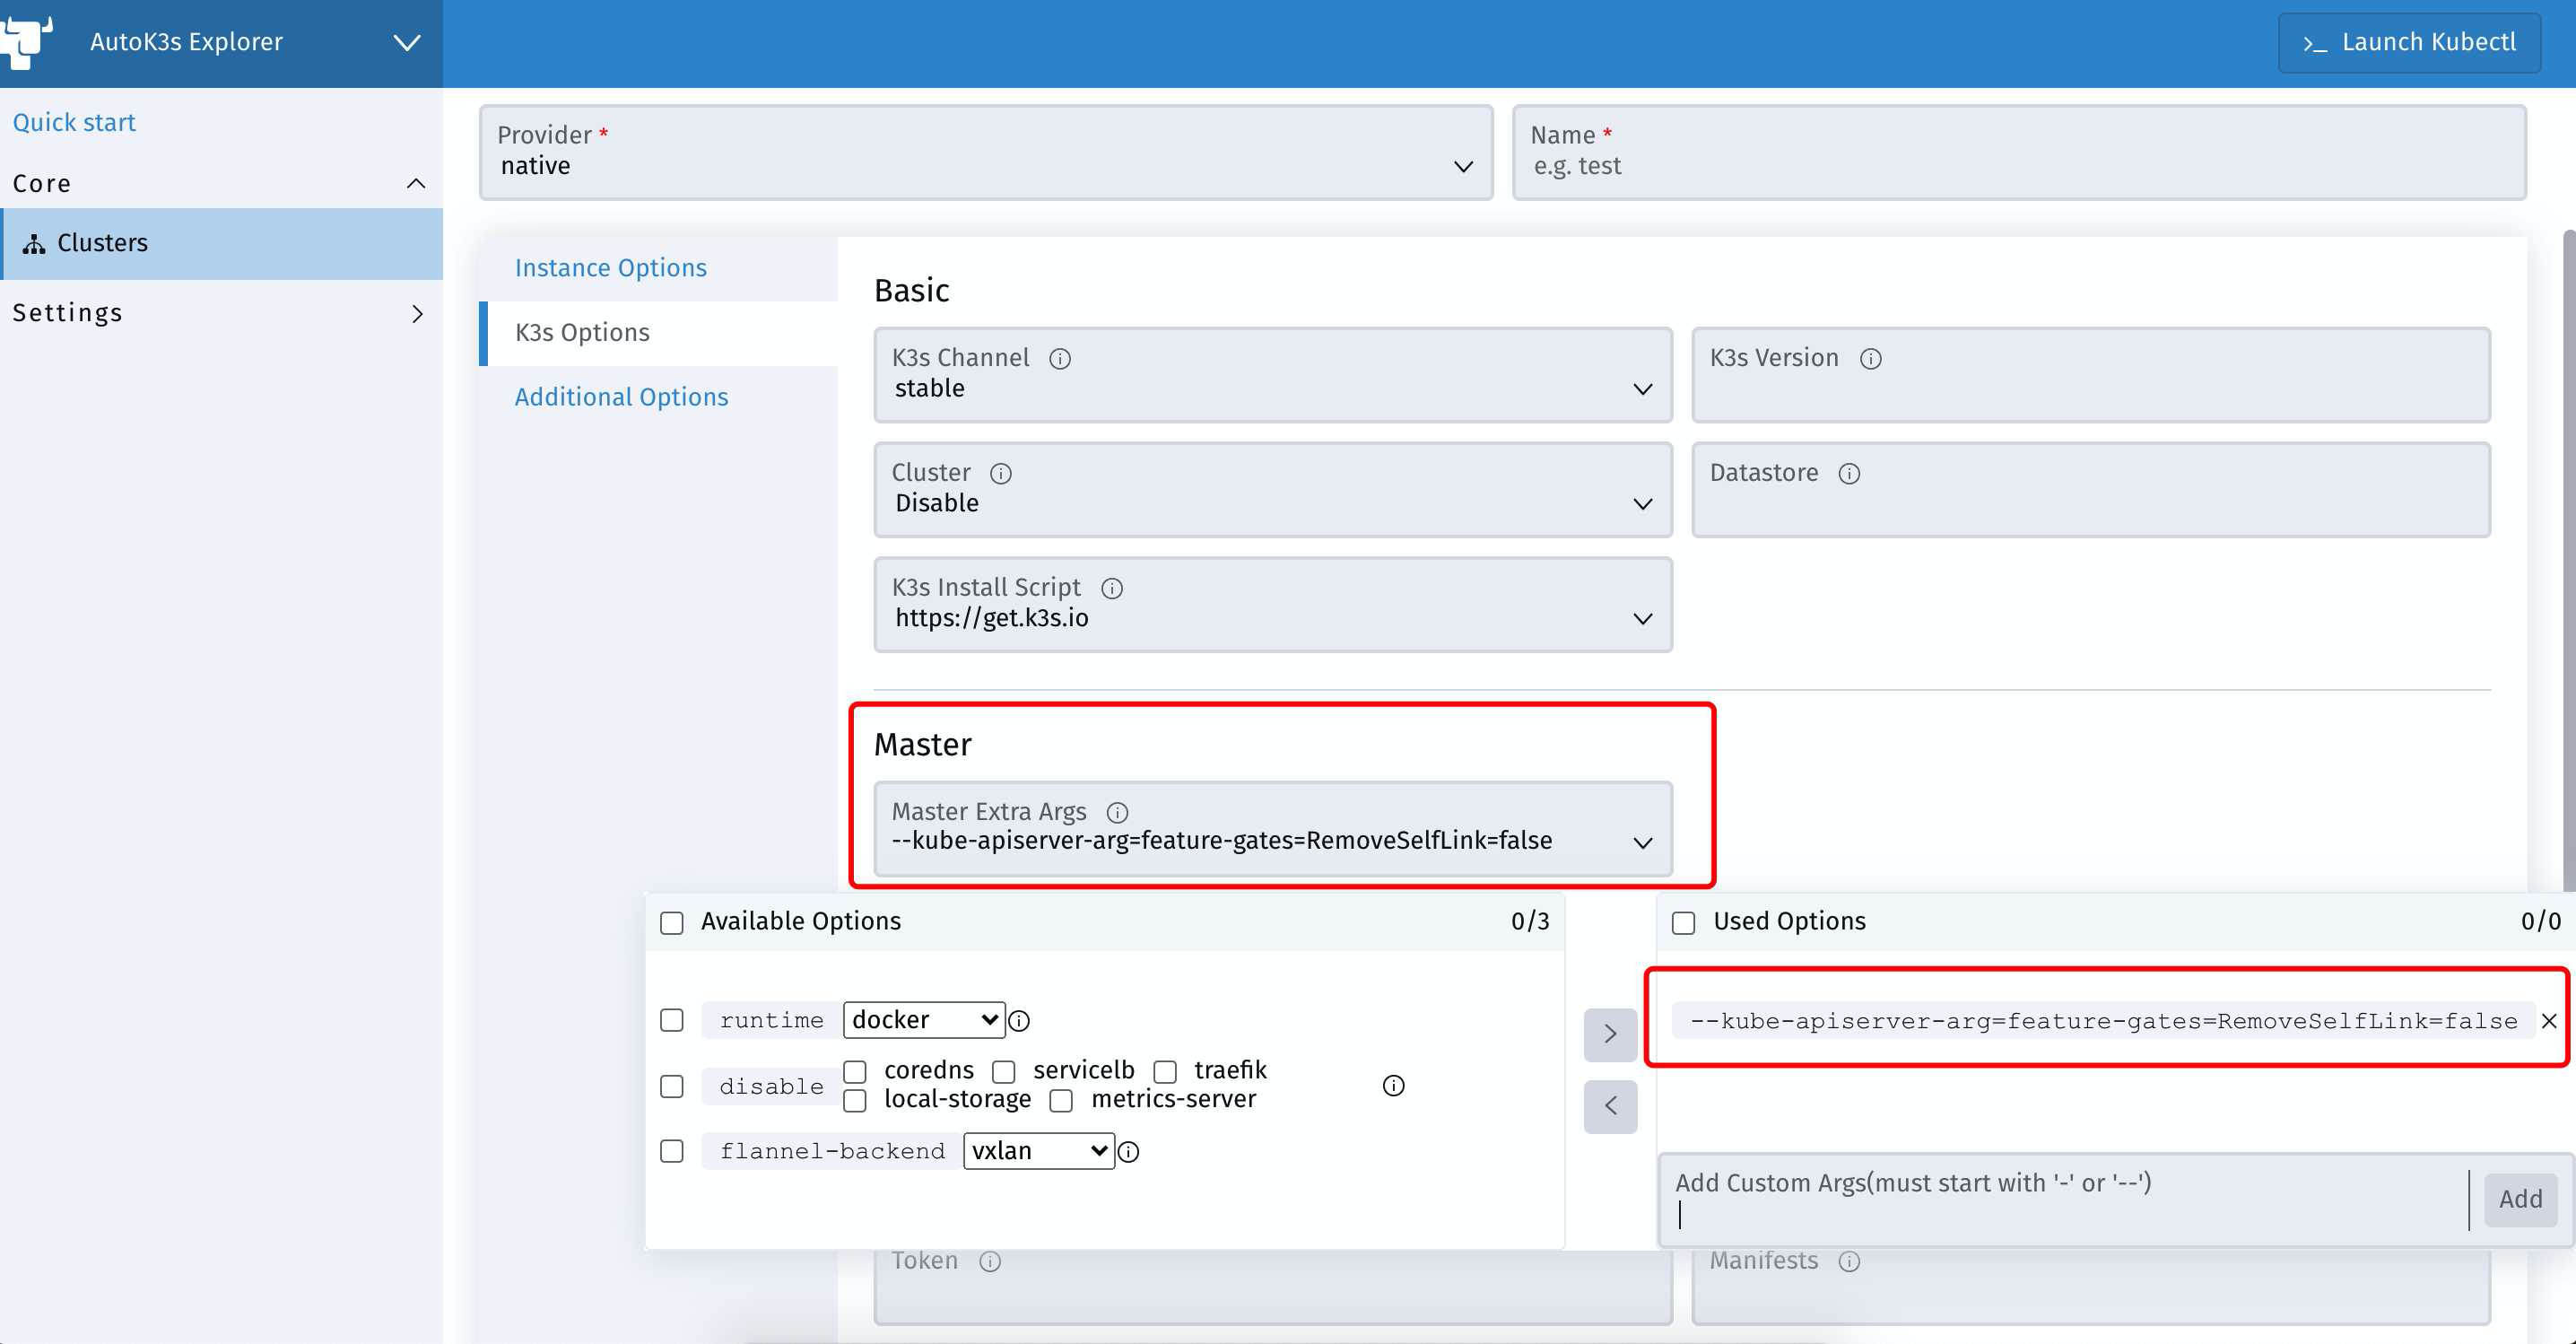 AutoK3s Explorer
>_ Launch Kubectl
Quick start
Core
Clusters
Settings
Provider *
native
Name *
e.g. test
Instance Options
K3s Options
Additional Options
Basic
K3s Channel
stable
K3s Version
Cluster
Disable
Datastore
K3s Install Script
https://get.k3s.io
Master
Master Extra Args
--kube-apiserver-arg=feature-gates=RemoveSelfLink=false
Available Options 0/3
runtime docker
disable coredns servicelb traefik
local-storage metrics-server
flannel-backend vxlan
Used Options 0/0
--kube-apiserver-arg=feature-gates=RemoveSelfLink=false
Add Custom Args(must start with '-' or '--')
Add
Token
Manifests